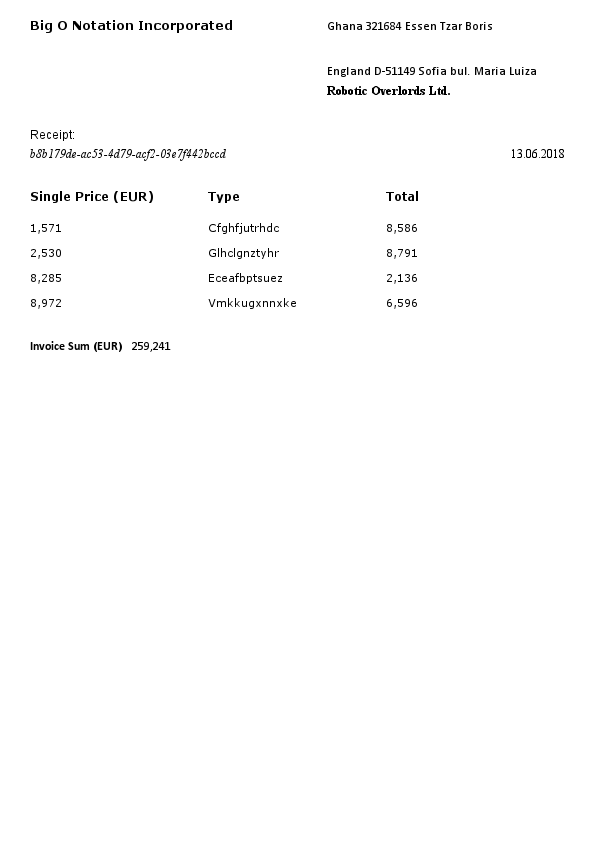 Big O Notation Incorporated
Ghana 321684 Essen Tzar Boris
England D-51149 Sofia bul. Maria Luiza
Robotic Overlords Ltd.
Receipt:
b8b179de-ac53-4d79-acf2-03e7f442bccd 13.06.2018
Single Price (EUR) Type Total
1,571 Cfghfjutrhdc 8,586
2,530 Glhclgnztyhr 8,791
8,285 Eceafbptsuez 2,136
8,972 Vmkkugxnnxke 6,596
Invoice Sum (EUR) 259,241